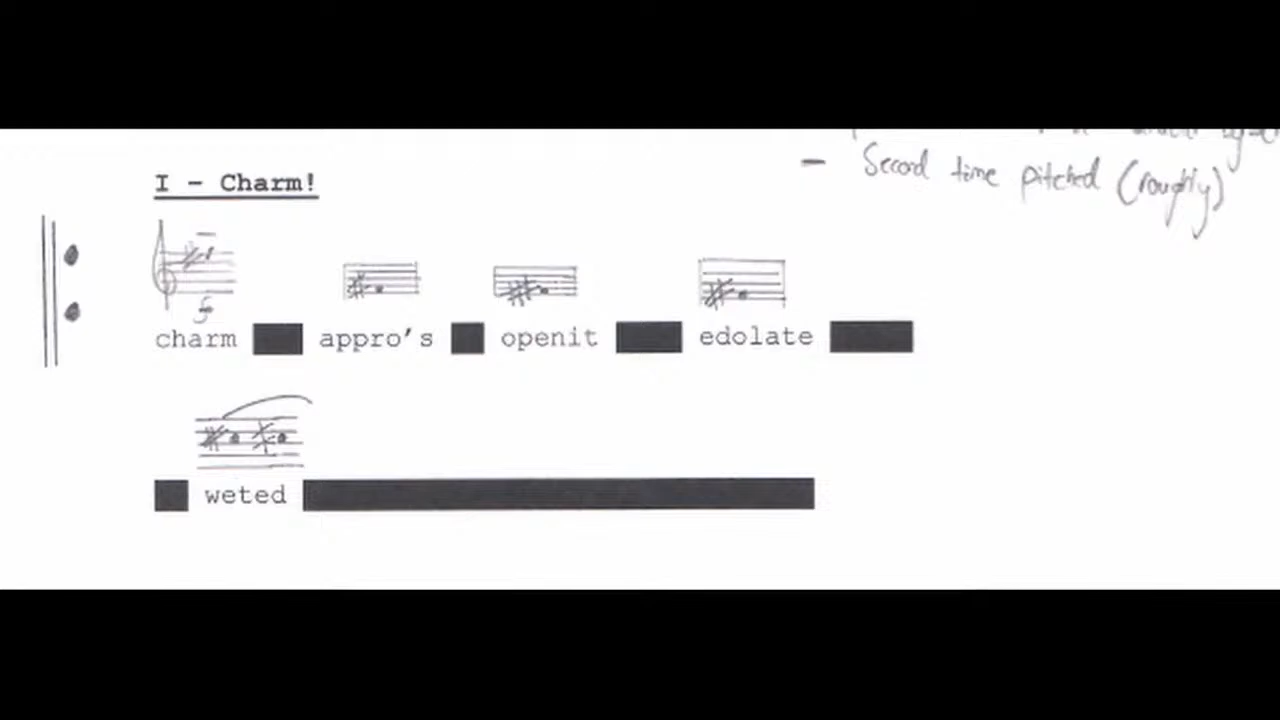 — Second time pitched (roughly)
I - Charm!
charm appro's openit edolate
weted